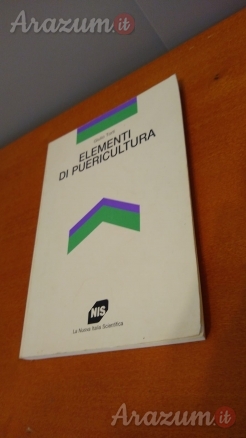 Arazum.it
ELEMENTI
DI PUERICULTURA
NIS
La Nuova Italia Scientifica
Arazum.it